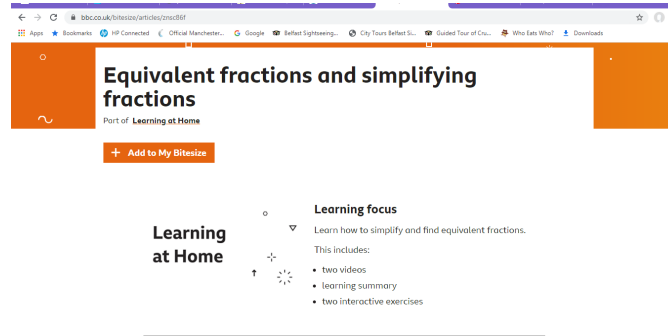 bbc.co.uk/bitesize/articles/znsc86f
Apps Bookmarks HP Connected Official Manchester... Google Belfast Sightseeing... City Tours Belfast Si... Guided Tour of Cru... Who Eats Who? Downloads
Equivalent fractions and simplifying
fractions
Part of Learning at Home
+ Add to My Bitesize
Learning
at Home
Learning focus
Learn how to simplify and find equivalent fractions.
This includes:
• two videos
• learning summary
• two interactive exercises